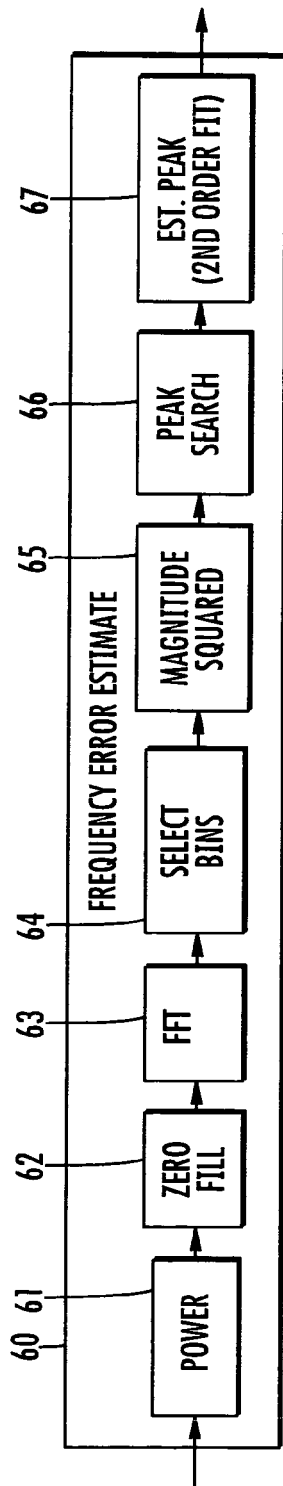 60
61
62
63
64
65
66
67
FREQUENCY ERROR ESTIMATE
POWER
ZERO
FILL
FFT
SELECT
BINS
MAGNITUDE
SQUARED
PEAK
SEARCH
EST. PEAK
(2ND ORDER FIT)